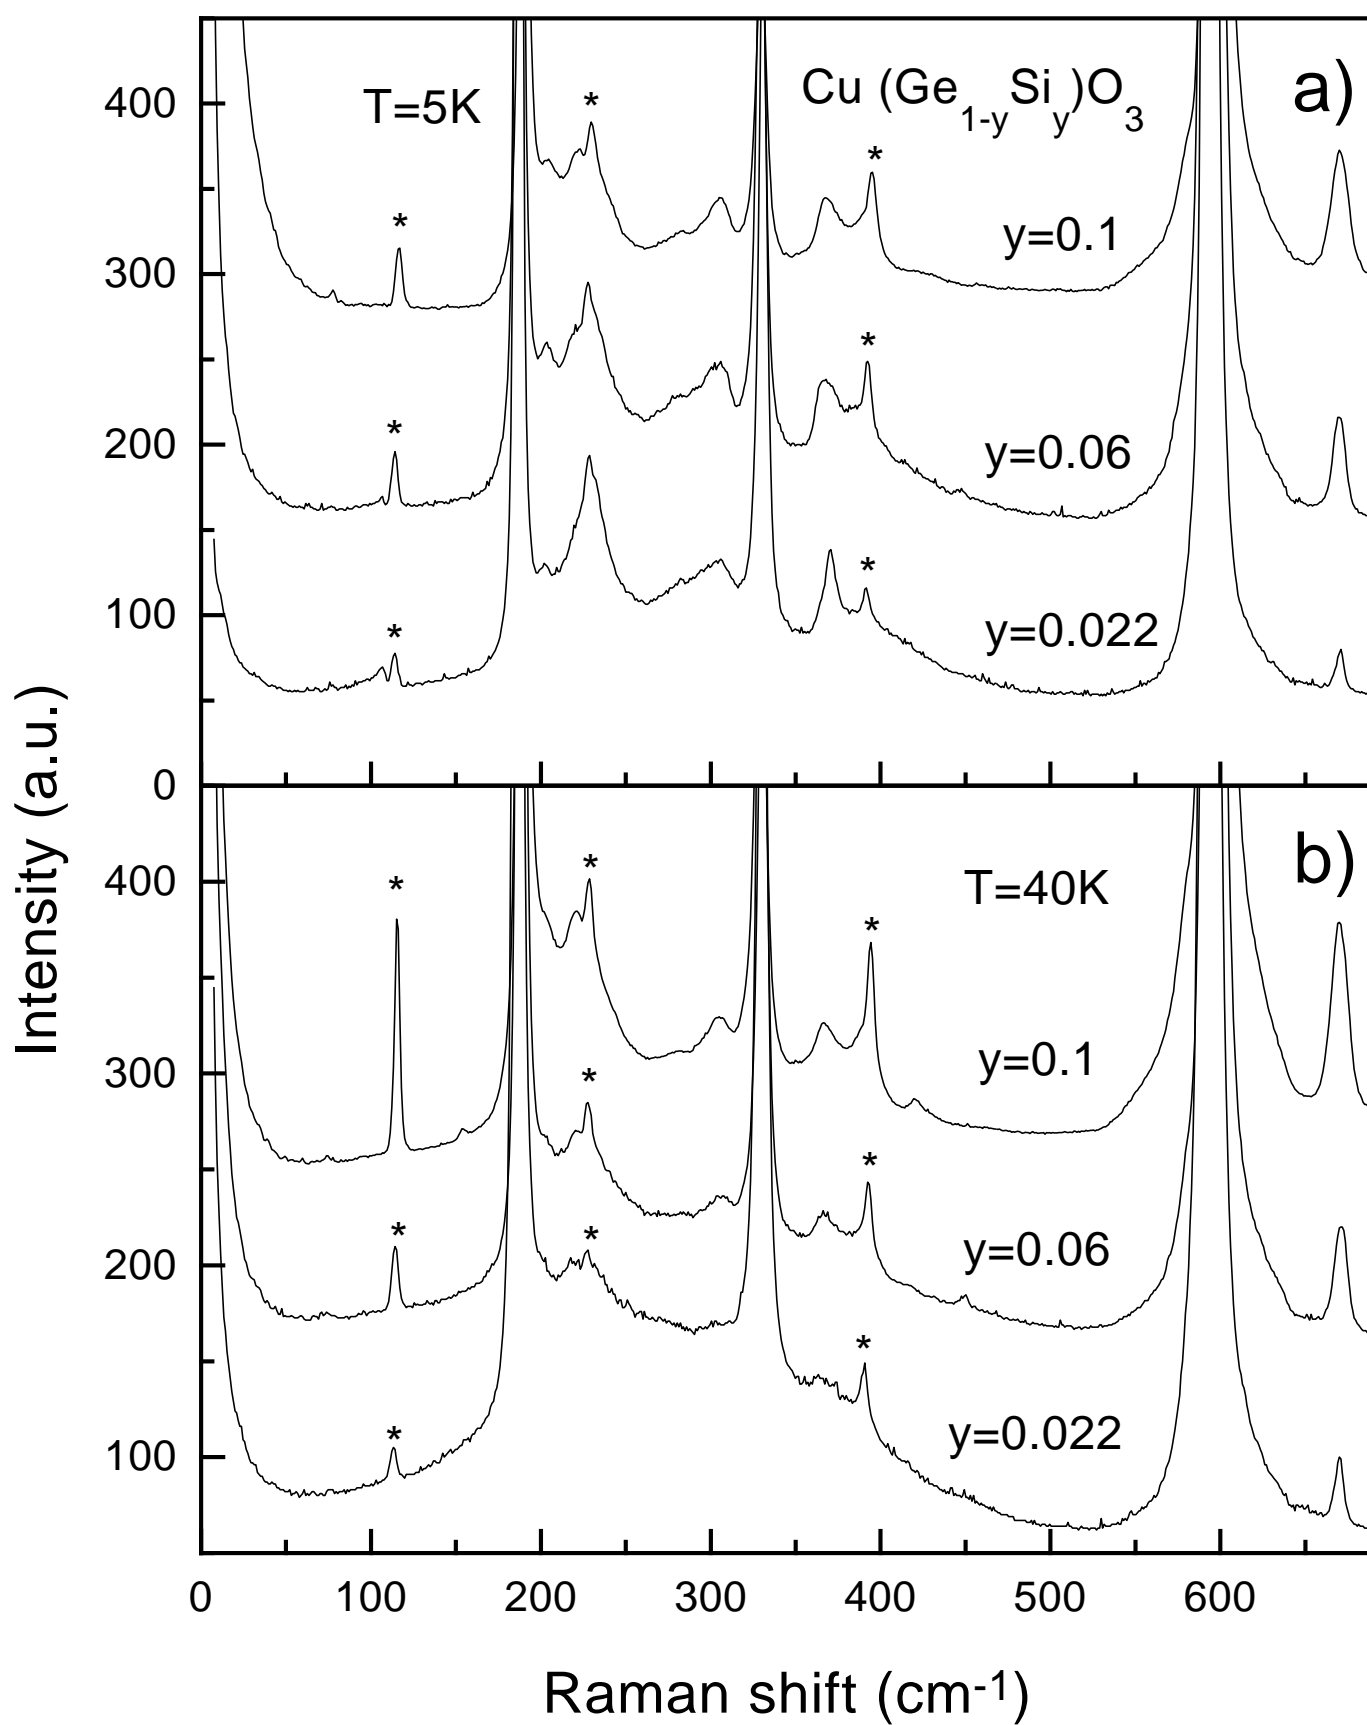 T=5K
Cu (Ge1-ySiy)O3
a)
*
*
*
y=0.1
*
*
y=0.06
*
*
y=0.022
400
300
200
100
0
Intensity (a.u.)
b)
T=40K
*
*
*
y=0.1
*
*
*
y=0.06
*
*
*
y=0.022
400
300
200
100
0 100 200 300 400 500 600
Raman shift (cm-1)